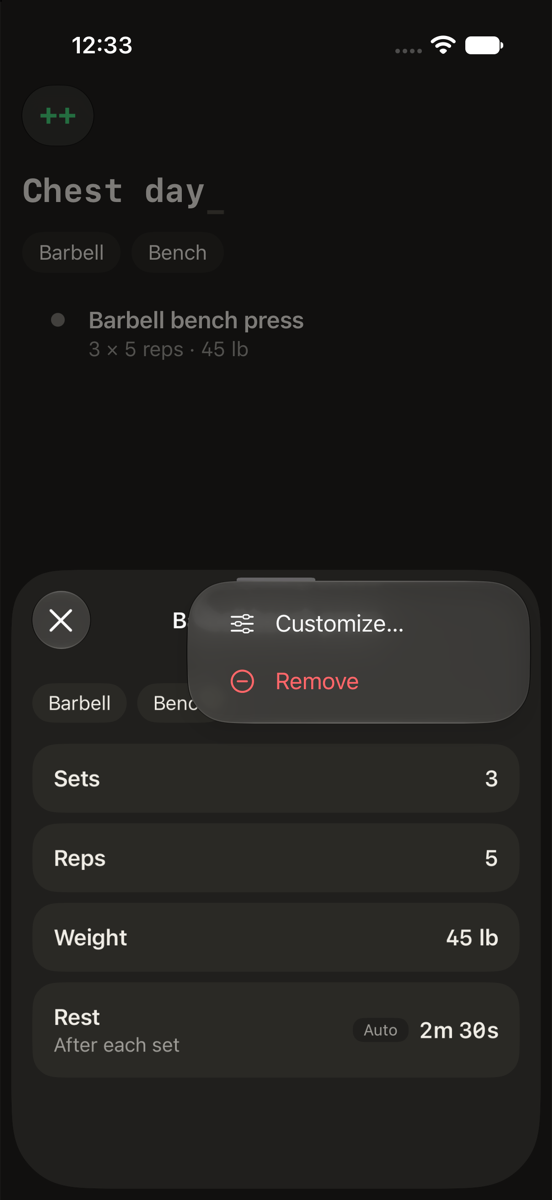 12:33
++
Chest day_
Barbell Bench
Barbell bench press
3 × 5 reps · 45 lb
Customize...
Remove
Barbell
Sets 3
Reps 5
Weight 45 lb
Rest
Auto 2m 30s
After each set